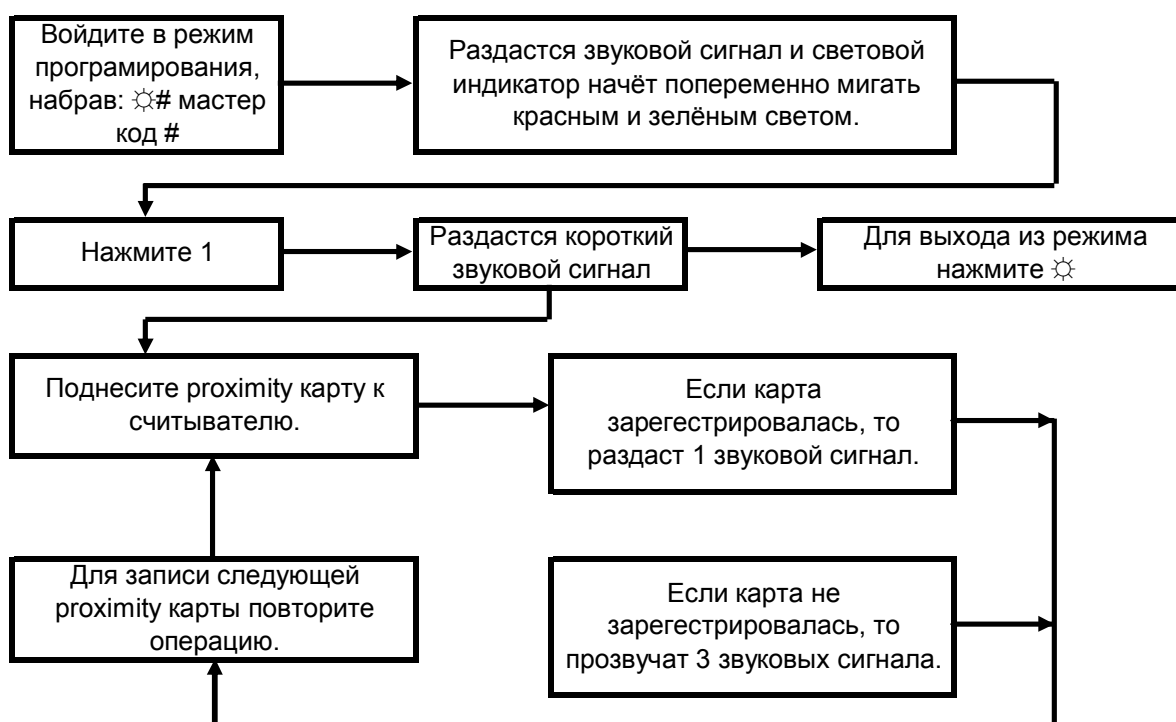 Войдите в режим
програмирования,
набрав: ☼# мастер
код #
Раздастся звуковой сигнал и световой
индикатор начёт попеременно мигать
красным и зелёным светом.
Нажмите 1
Раздастся короткий
звуковой сигнал
Для выхода из режима
нажмите ☼
Поднесите proximity карту к
считывателю.
Если карта
зарегестрировалась, то
раздаст 1 звуковой сигнал.
Для записи следующей
proximity карты повторите
операцию.
Если карта не
зарегестрировалась, то
прозвучат 3 звуковых сигнала.